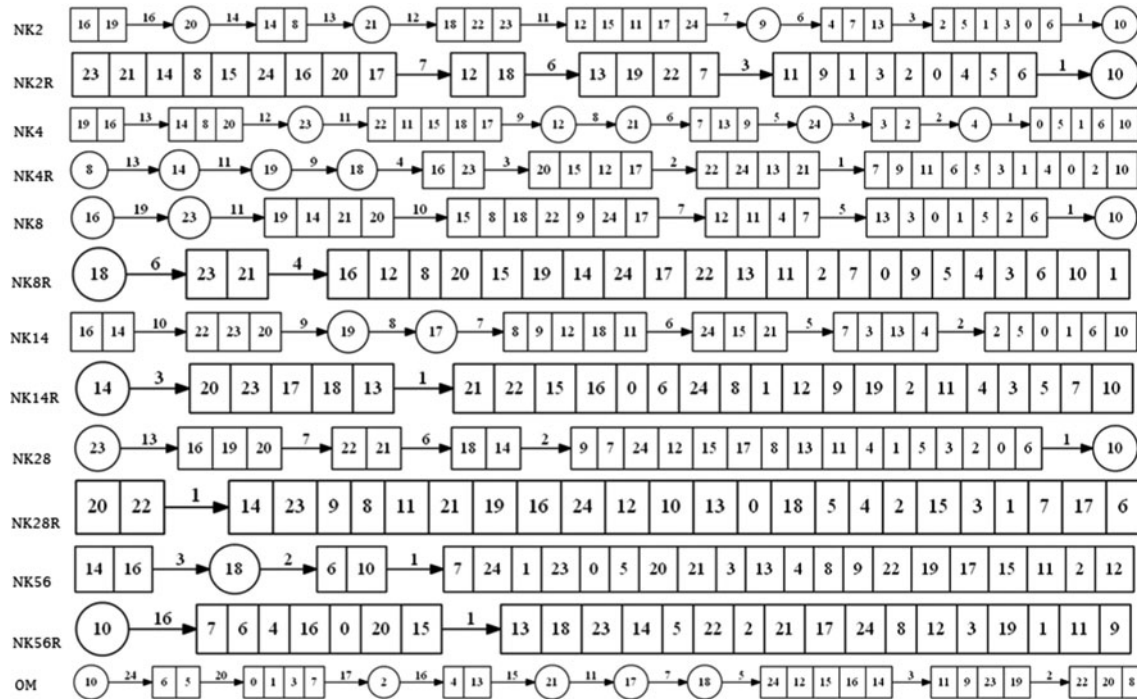 NK2 16 19 16 20 14 14 8 13 21 12 18 22 23 11 12 15 11 17 24 7 9 6 4 7 13 3 2 5 1 3 0 6 1 10
NK2R 23 21 14 8 15 24 16 20 17 7 12 18 6 13 19 22 7 3 11 9 1 3 2 0 4 5 6 1 10
NK4 19 16 13 14 8 20 12 23 11 22 11 15 18 17 9 12 8 21 6 7 13 9 5 24 3 3 2 2 4 1 0 5 1 6 10
NK4R 8 13 14 11 19 9 18 4 16 23 3 20 15 12 17 2 22 24 13 21 1 7 9 11 6 5 3 1 4 0 2 10
NK8 16 19 23 11 19 14 21 20 10 15 8 18 22 9 24 17 7 12 11 4 7 5 13 3 0 1 5 2 6 1 10
NK8R 18 6 23 21 4 16 12 8 20 15 19 14 24 17 22 13 11 2 7 0 9 5 4 3 6 10 1
NK14 16 14 10 22 23 20 9 19 8 17 7 8 9 12 18 11 6 24 15 21 5 7 3 13 4 2 2 5 0 1 6 10
NK14R 14 3 20 23 17 18 13 1 21 22 15 16 0 6 24 8 1 12 9 19 2 11 4 3 5 7 10
NK28 23 13 16 19 20 7 22 21 6 18 14 2 9 7 24 12 15 17 8 13 11 4 1 5 3 2 0 6 1 10
NK28R 20 22 1 14 23 9 8 11 21 19 16 24 12 10 13 0 18 5 4 2 15 3 1 7 17 6
NK56 14 16 3 18 2 6 10 1 7 24 1 23 0 5 20 21 3 13 4 8 9 22 19 17 15 11 2 12
NK56R 10 16 7 6 4 16 0 20 15 1 13 18 23 14 5 22 2 21 17 24 8 12 3 19 1 11 9
OM 10 24 6 5 20 0 1 3 7 17 2 16 4 13 15 21 11 17 7 18 5 24 12 15 16 14 3 11 9 23 19 2 22 20 8